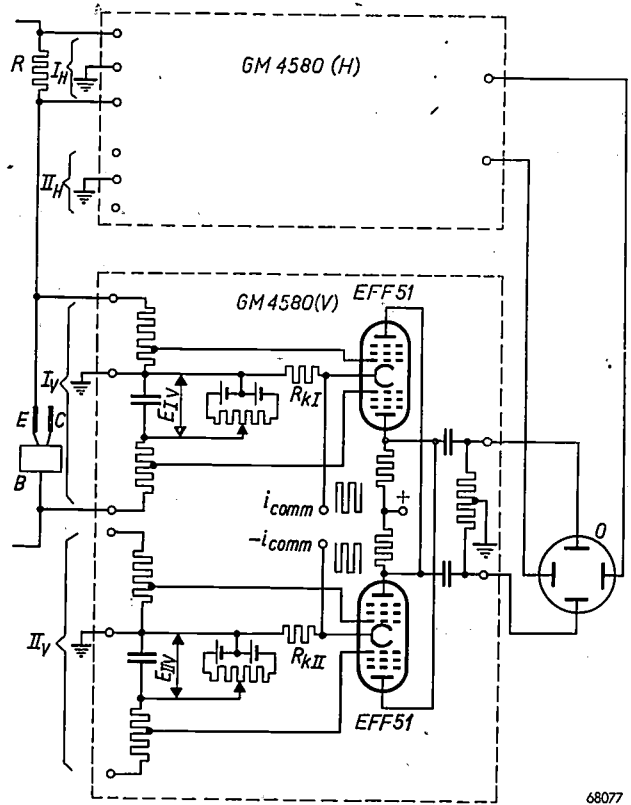 GM 4580 (H)
R
I_H
II_H
GM 4580(V)
EFF51
I_V
E_IV
R_kI
E
C
B
i_comm
+
-i_comm
O
II_V
E_IIV
R_kII
EFF51
68077